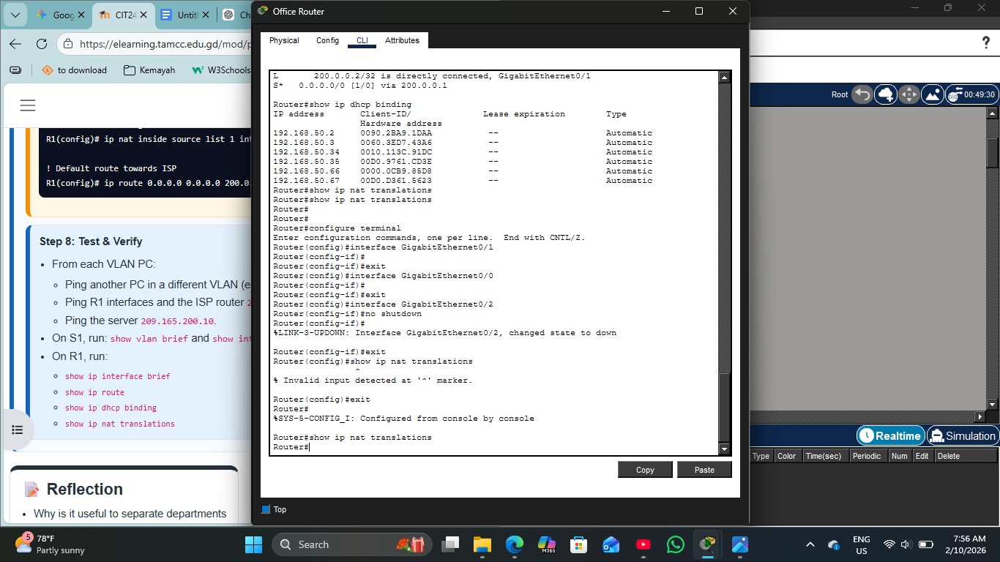 Goog
CIT24
Untitl
Ch
Office Router
https://elearning.tamcc.edu.gd/mod/p
to download
Kemayah
W3Schools
Physical
Config
CLI
Attributes
L       200.0.0.2/32 is directly connected, GigabitEthernet0/1
S*   0.0.0.0/0 [1/0] via 200.0.0.1
Router#show ip dhcp binding
IP address       Client-ID/              Lease expiration        Type
                 Hardware address
192.168.50.2     0090.2BA9.1DAA           --                     Automatic
192.168.50.3     0060.3ED7.43A6           --                     Automatic
192.168.50.34    0010.113C.91DC           --                     Automatic
192.168.50.35    00D0.9761.CD3E           --                     Automatic
192.168.50.66    0000.0CB9.85D8           --                     Automatic
192.168.50.67    00D0.D361.5623           --                     Automatic
Router#show ip nat translations
Router#show ip nat translations
Router#
Router#
Router#configure terminal
Enter configuration commands, one per line.  End with CNTL/Z.
Router(config)#interface GigabitEthernet0/1
Router(config-if)#
Router(config-if)#exit
Router(config)#interface GigabitEthernet0/0
Router(config-if)#
Router(config-if)#exit
Router(config)#interface GigabitEthernet0/2
Router(config-if)#no shutdown
Router(config-if)#
%LINK-3-UPDOWN: Interface GigabitEthernet0/2, changed state to down
Router(config-if)#exit
Router(config)#show ip nat translations
^
% Invalid input detected at '^' marker.
Router(config)#exit
Router#
%SYS-5-CONFIG_I: Configured from console by console
Router#show ip nat translations
Router#
Copy
Paste
Top
R1(config)# ip nat inside source list 1 int
! Default route towards ISP
R1(config)# ip route 0.0.0.0 0.0.0.0 200.0.
Step 8: Test & Verify
• From each VLAN PC:
Ping another PC in a different VLAN (e
Ping R1 interfaces and the ISP router 2
Ping the server 209.165.200.10.
• On S1, run: show vlan brief and show int
• On R1, run:
show ip interface brief
show ip route
show ip dhcp binding
show ip nat translations
Reflection
• Why is it useful to separate departments
?
Root
00:49:30
Realtime
Simulation
Type Color Time(sec) Periodic Num Edit Delete
5
78°F
Partly sunny
Search
M365
ENG
US
7:56 AM
2/10/2026